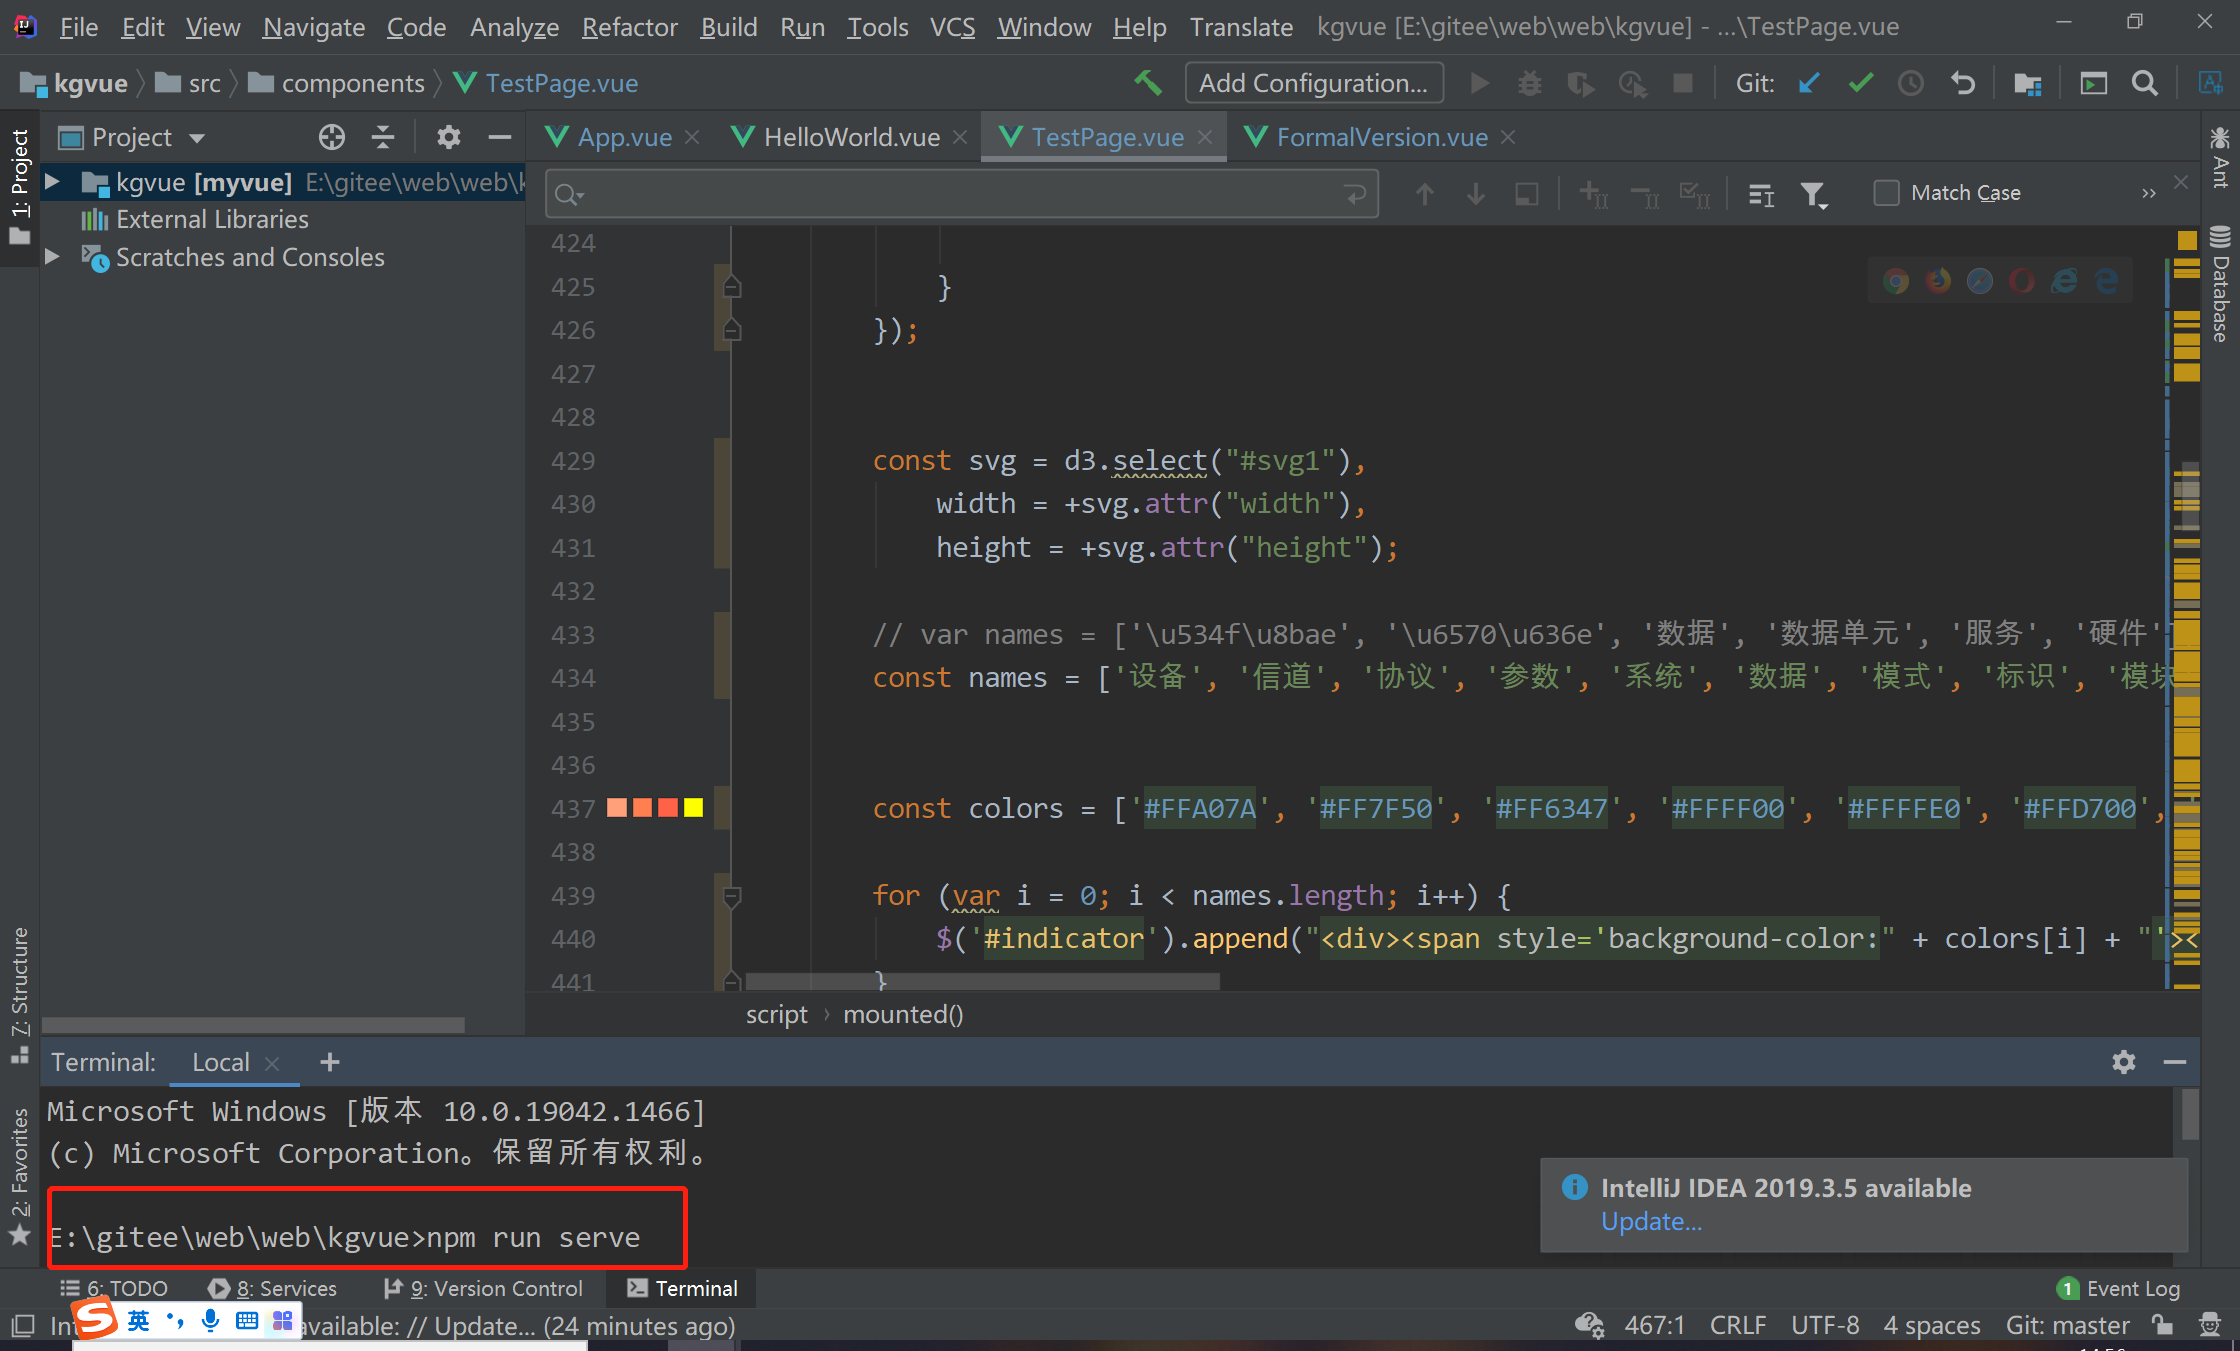 File Edit View Navigate Code Analyze Refactor Build Run Tools VCS Window Help Translate kgvue [E:\gitee\web\web\kgvue] - ...\TestPage.vue
kgvue src components TestPage.vue Add Configuration... Git:
1: Project
Project
App.vue HelloWorld.vue TestPage.vue FormalVersion.vue
Ant
kgvue [myvue] E:\gitee\web\web\
External Libraries
Scratches and Consoles
Match Case
Database
424
425 }
426 });
427
428
429 const svg = d3.select("#svg1"),
430 width = +svg.attr("width"),
431 height = +svg.attr("height");
432
433 // var names = ['\u534f\u8bae', '\u6570\u636e', '数据', '数据单元', '服务', '硬件'
434 const names = ['设备', '信道', '协议', '参数', '系统', '数据', '模式', '标识', '模块
435
436
437 const colors = ['#FFA07A', '#FF7F50', '#FF6347', '#FFFF00', '#FFFFE0', '#FFD700', '
438
439 for (var i = 0; i < names.length; i++) {
440 $('#indicator').append("<div><span style='background-color:" + colors[i] + "'><
441 }
script › mounted()
7: Structure
2: Favorites
Terminal: Local +
Microsoft Windows [版本 10.0.19042.1466]
(c) Microsoft Corporation。保留所有权利。
E:\gitee\web\web\kgvue>npm run serve
IntelliJ IDEA 2019.3.5 available
Update...
6: TODO 8: Services 9: Version Control Terminal 1 Event Log
Int 英 available: // Update... (24 minutes ago) 467:1 CRLF UTF-8 4 spaces Git: master